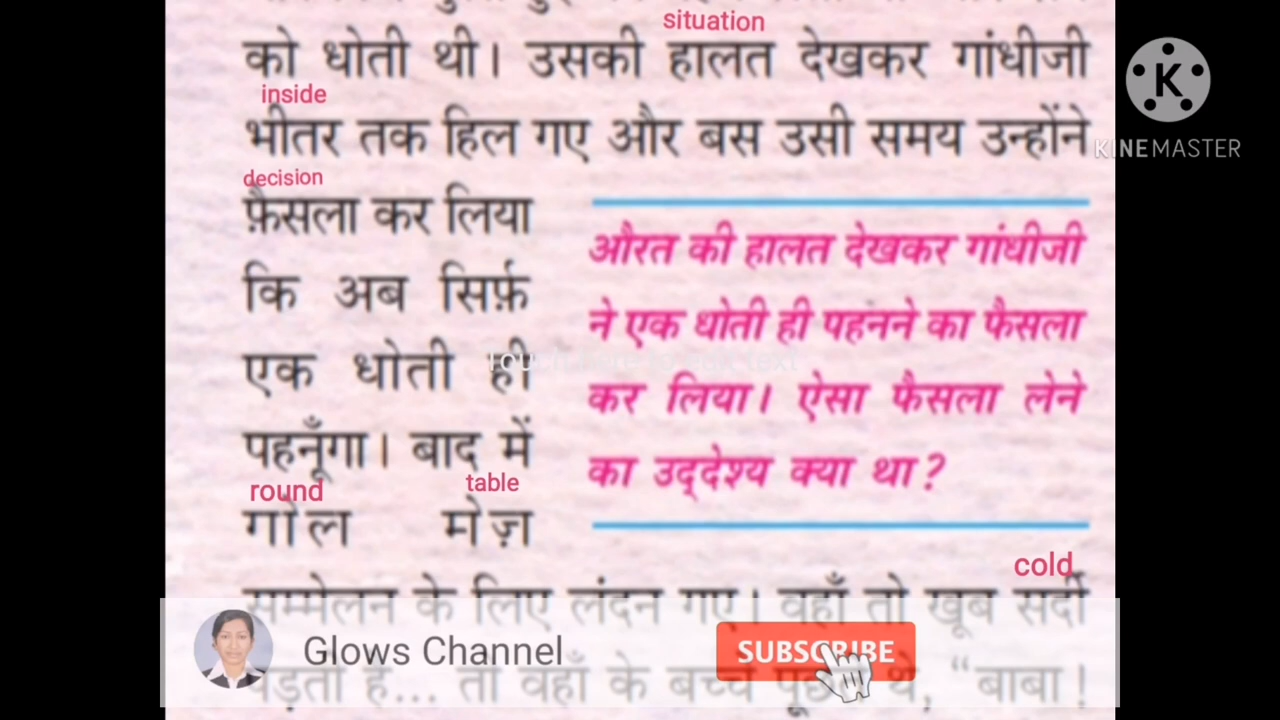 situation
को धोती थी। उसकी हालत देखकर गांधीजी
inside
भीतर तक हिल गए और बस उसी समय उन्होंने
decision
फ़ैसला कर लिया
कि अब सिर्फ़
एक धोती ही
पहनूँगा। बाद में
round table
गोल मेज़
औरत की हालत देखकर गांधीजी
ने एक धोती ही पहनने का फैसला
कर लिया। ऐसा फैसला लेने
का उद्देश्य क्या था?
cold
सम्मेलन के लिए लंदन गए। वहाँ तो खूब सर्दी
पड़ती है... तो वहाँ के बच्चे थे, “बाबा!
K
KINEMASTER
Glows Channel
SUBSCRIBE